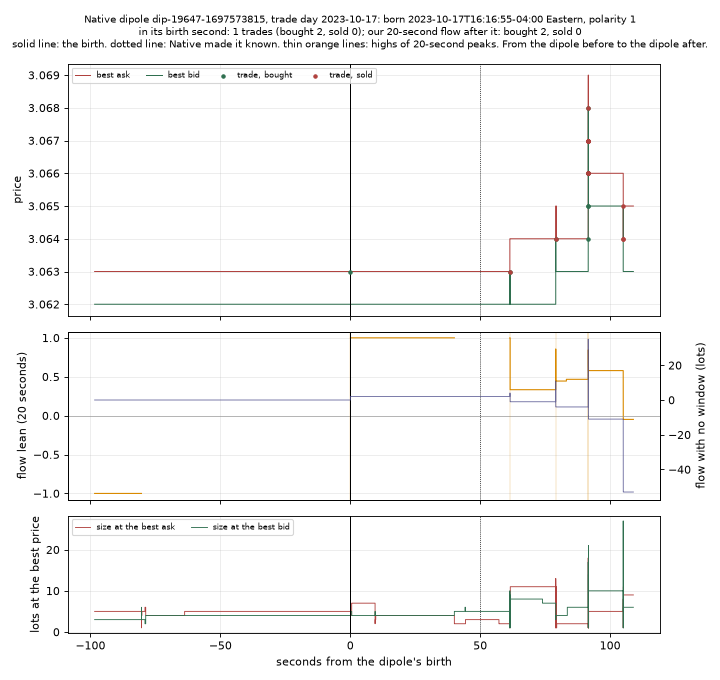 Native dipole dip-19647-1697573815, trade day 2023-10-17: born 2023-10-17T16:16:55-04:00 Eastern, polarity 1
in its birth second: 1 trades (bought 2, sold 0); our 20-second flow after it: bought 2, sold 0
solid line: the birth. dotted line: Native made it known. thin orange lines: highs of 20-second peaks. From the dipole before to the dipole after.
best ask
best bid
trade, bought
trade, sold
3.069
3.068
3.067
3.066
3.065
3.064
3.063
3.062
price
1.0
0.5
0.0
−0.5
−1.0
flow lean (20 seconds)
20
0
−20
−40
flow with no window (lots)
size at the best ask
size at the best bid
20
10
0
lots at the best price
−100
−50
0
50
100
seconds from the dipole's birth